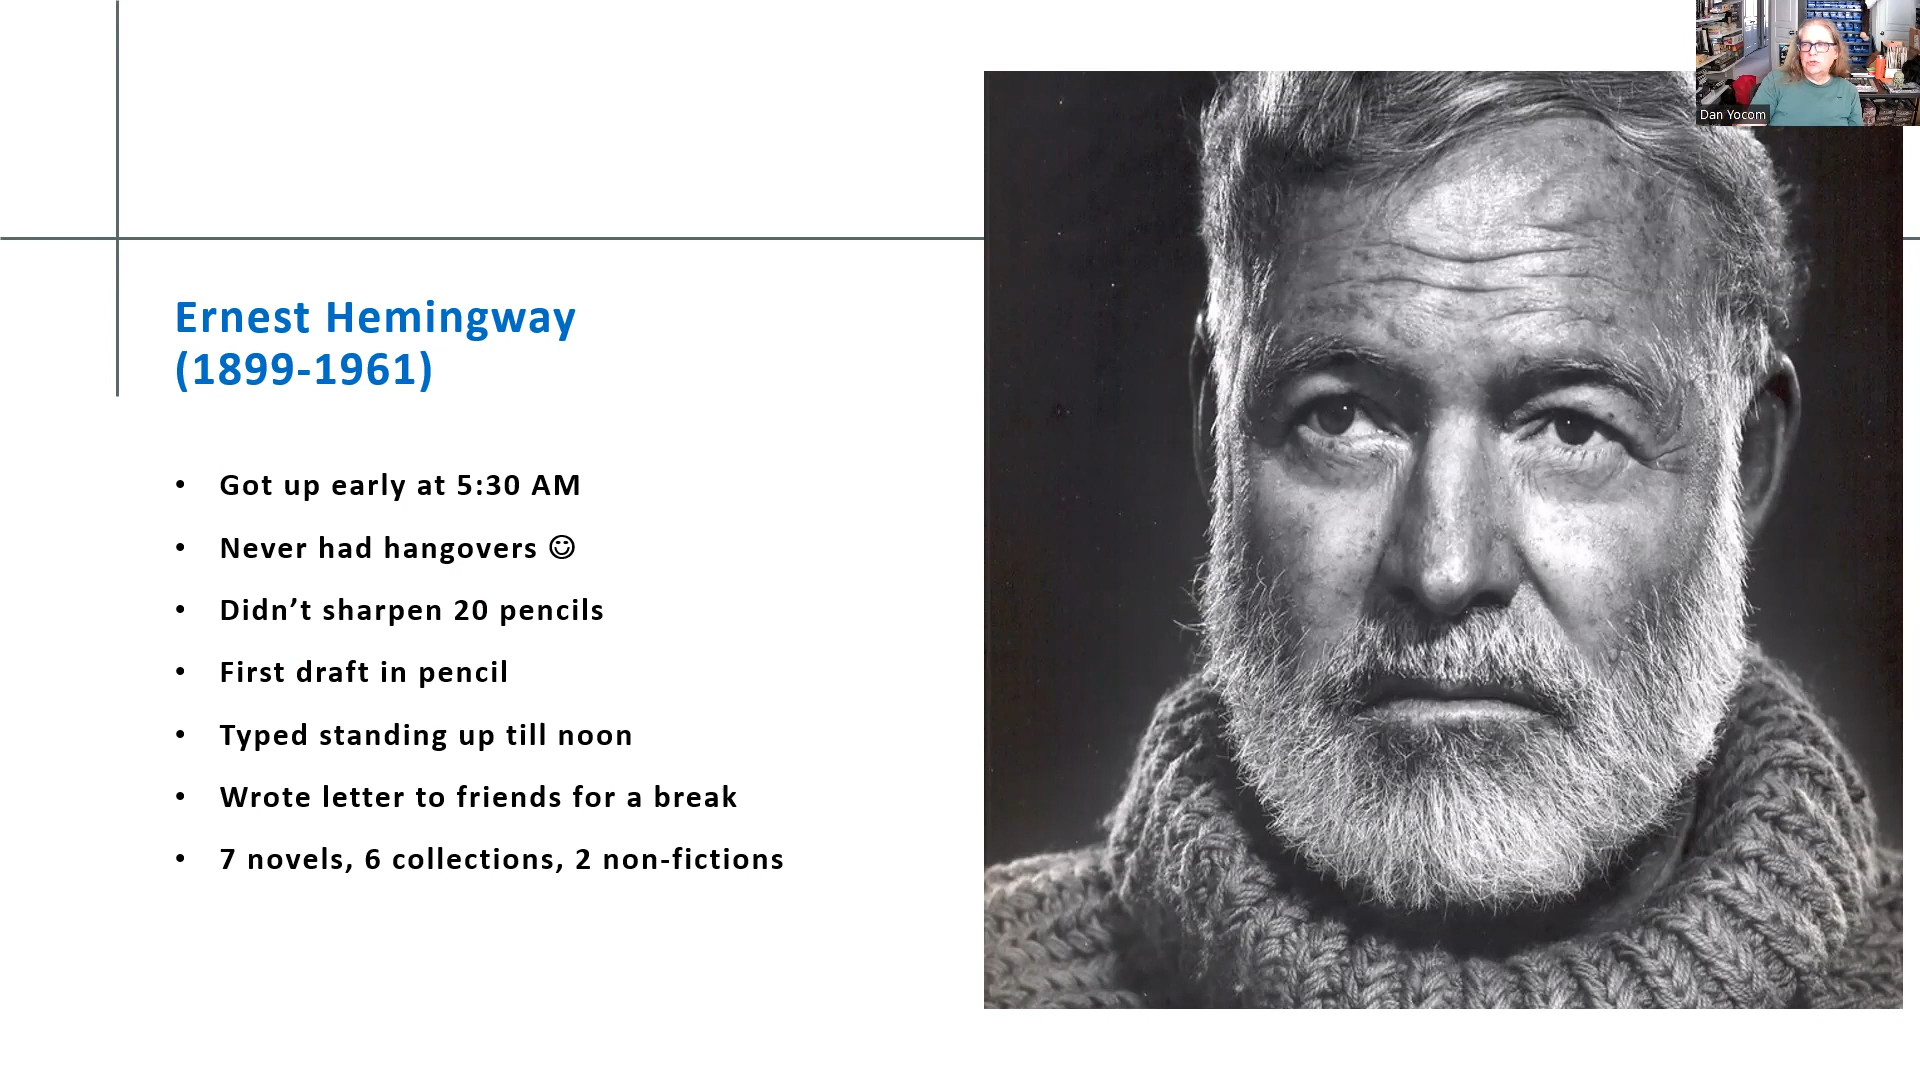 Dan Yocom
Ernest Hemingway
(1899-1961)
• Got up early at 5:30 AM
• Never had hangovers ☺
• Didn’t sharpen 20 pencils
• First draft in pencil
• Typed standing up till noon
• Wrote letter to friends for a break
• 7 novels, 6 collections, 2 non-fictions